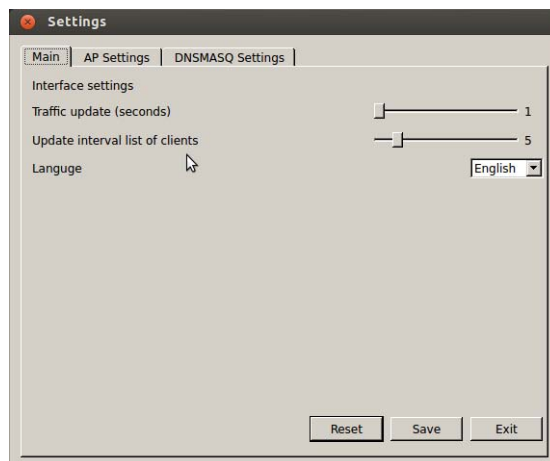 Settings
Main AP Settings DNSMASQ Settings
Interface settings
Traffic update (seconds) 1
Update interval list of clients 5
Languge English
Reset Save Exit